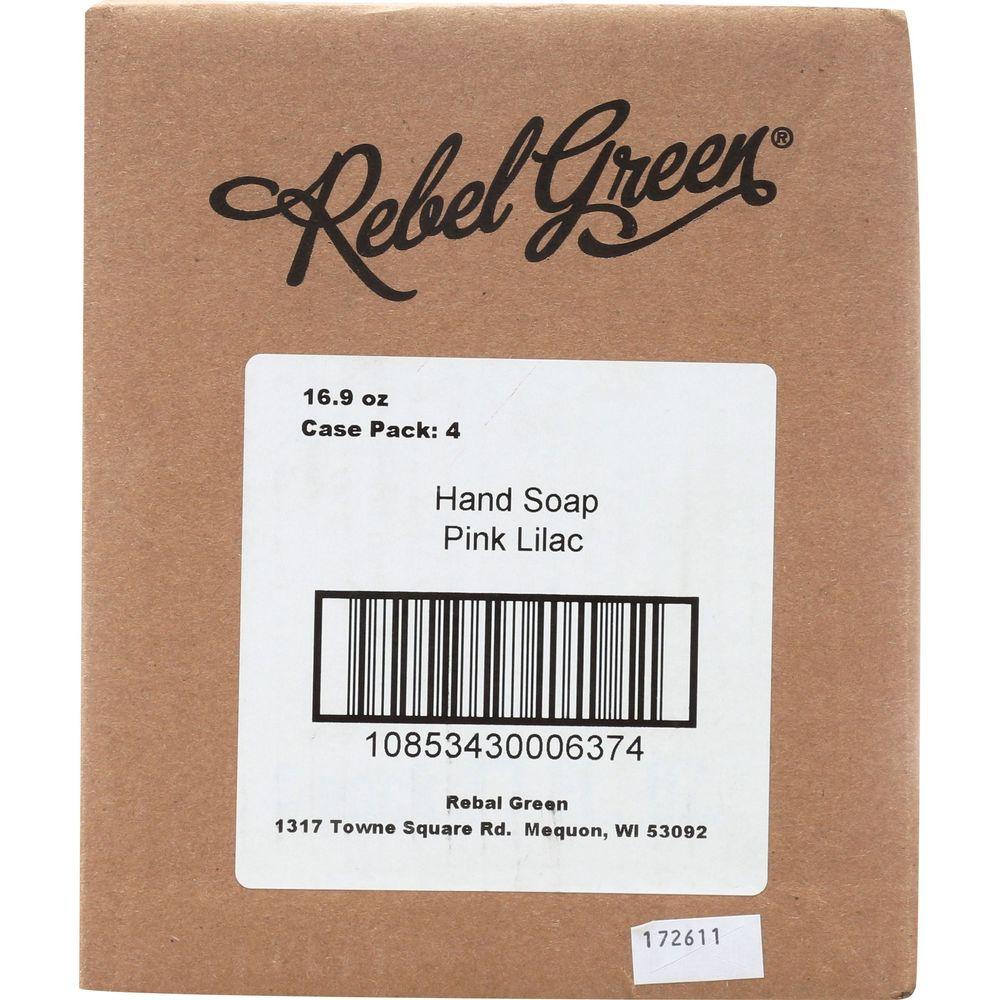 Rebel Green®
16.9 oz
Case Pack: 4
Hand Soap
Pink Lilac
10853430006374
Rebal Green
1317 Towne Square Rd. Mequon, WI 53092
172611